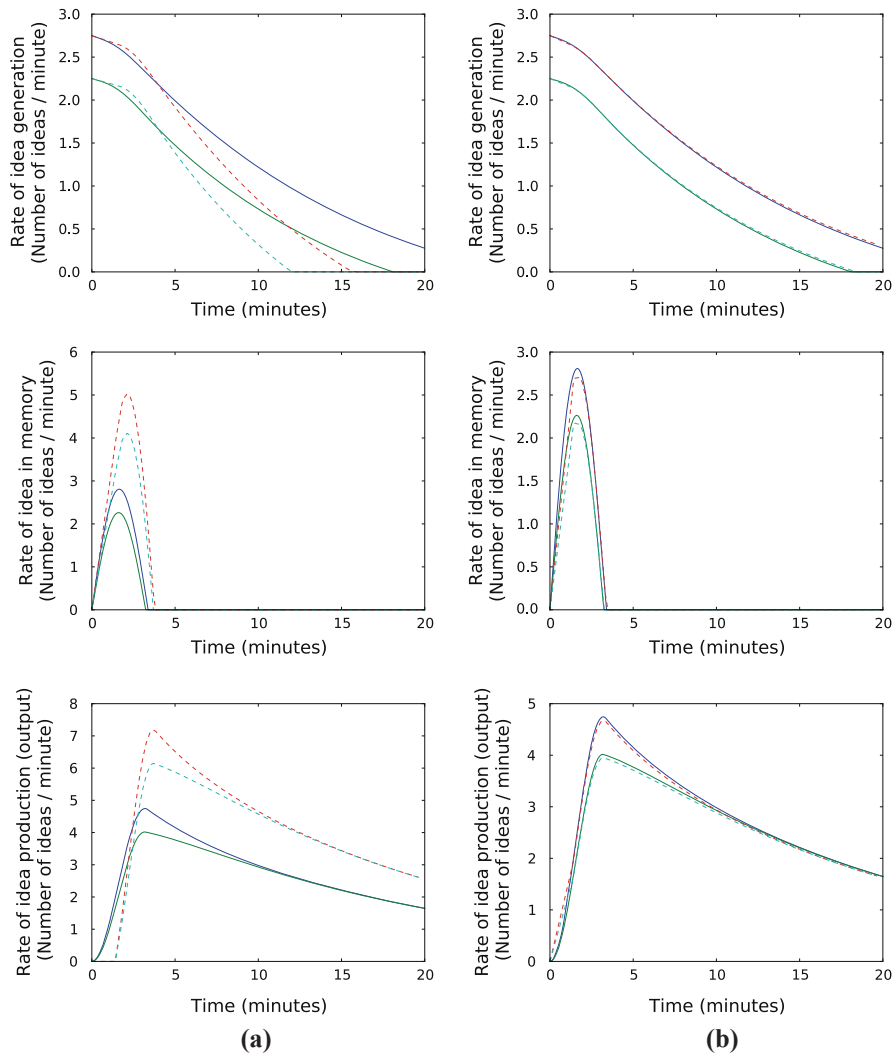 3.0
2.5
2.0
1.5
1.0
0.5
0.0
Rate of idea generation
(Number of ideas / minute)
0 5 10 15 20
Time (minutes)
3.0
2.5
2.0
1.5
1.0
0.5
0.0
Rate of idea generation
(Number of ideas / minute)
0 5 10 15 20
Time (minutes)
6
5
4
3
2
1
0
Rate of idea in memory
(Number of ideas / minute)
0 5 10 15 20
Time (minutes)
3.0
2.5
2.0
1.5
1.0
0.5
0.0
Rate of idea in memory
(Number of ideas / minute)
0 5 10 15 20
Time (minutes)
8
7
6
5
4
3
2
1
0
Rate of idea production (output)
(Number of ideas / minute)
0 5 10 15 20
Time (minutes)
(a)
5
4
3
2
1
0
Rate of idea production (output)
(Number of ideas / minute)
0 5 10 15 20
Time (minutes)
(b)